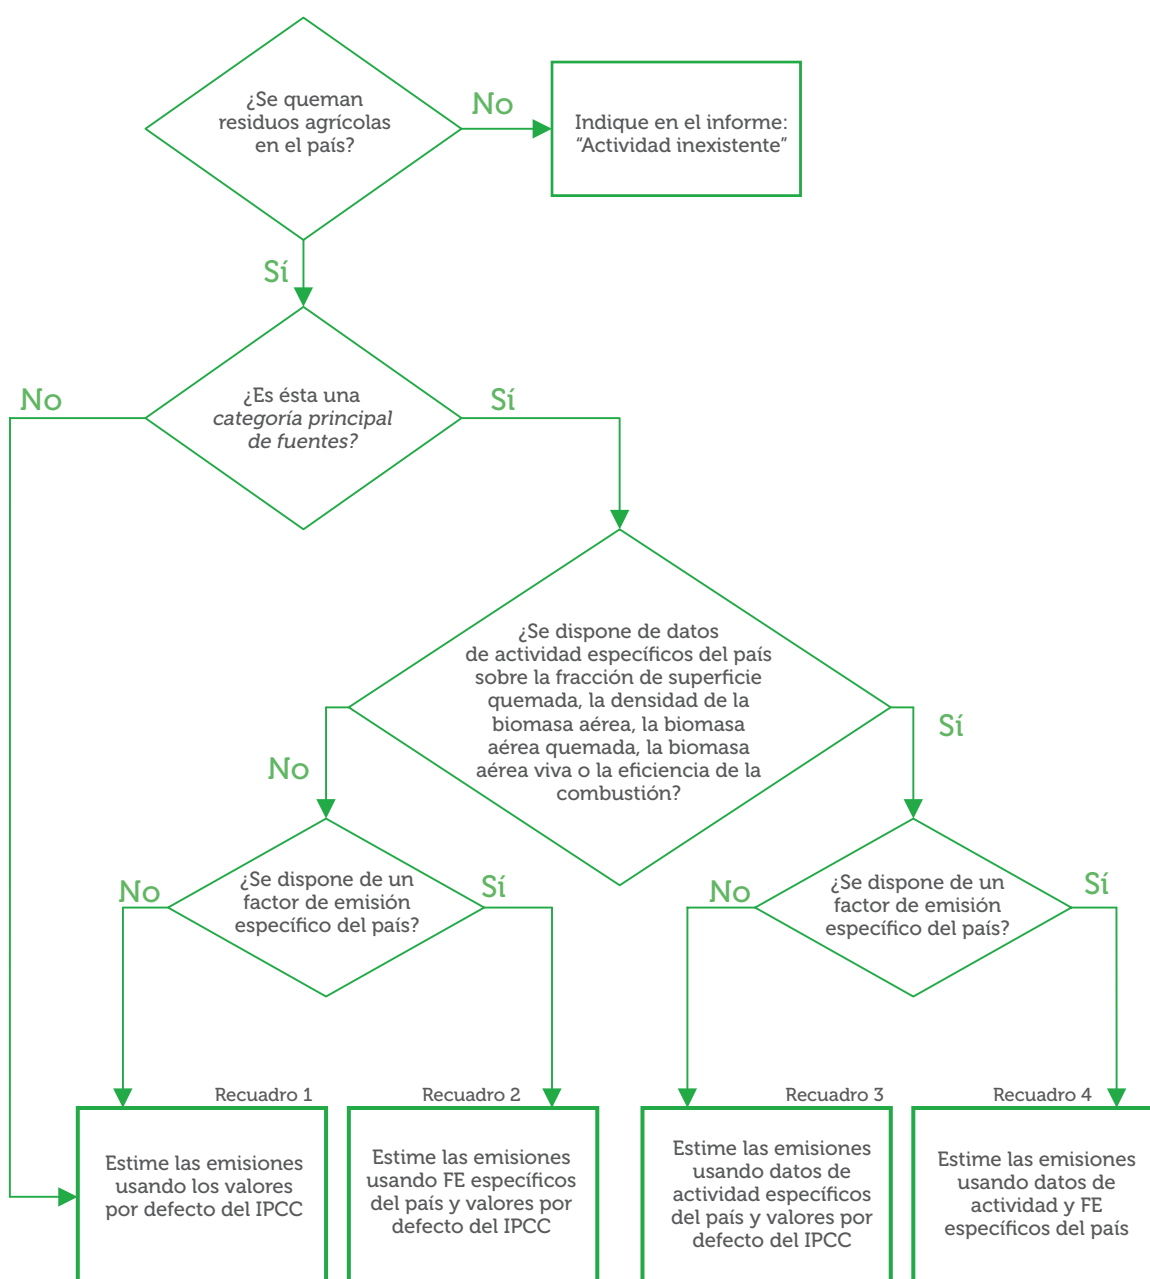 ¿Se queman
residuos agrícolas
en el país?
No
Indique en el informe:
“Actividad inexistente”
Sí
¿Es ésta una
categoría principal
de fuentes?
No
Sí
¿Se dispone de datos
de actividad específicos del país
sobre la fracción de superficie
quemada, la densidad de la
biomasa aérea, la biomasa
aérea quemada, la biomasa
aérea viva o la eficiencia de la
combustión?
No
Sí
¿Se dispone de un
factor de emisión
específico del país?
No
Sí
¿Se dispone de un
factor de emisión
específico del país?
No
Sí
Recuadro 1
Estime las emisiones
usando los valores
por defecto del IPCC
Recuadro 2
Estime las emisiones
usando FE específicos
del país y valores por
defecto del IPCC
Recuadro 3
Estime las emisiones
usando datos de
actividad específicos
del país y valores por
defecto del IPCC
Recuadro 4
Estime las emisiones
usando datos de
actividad y FE
específicos del país